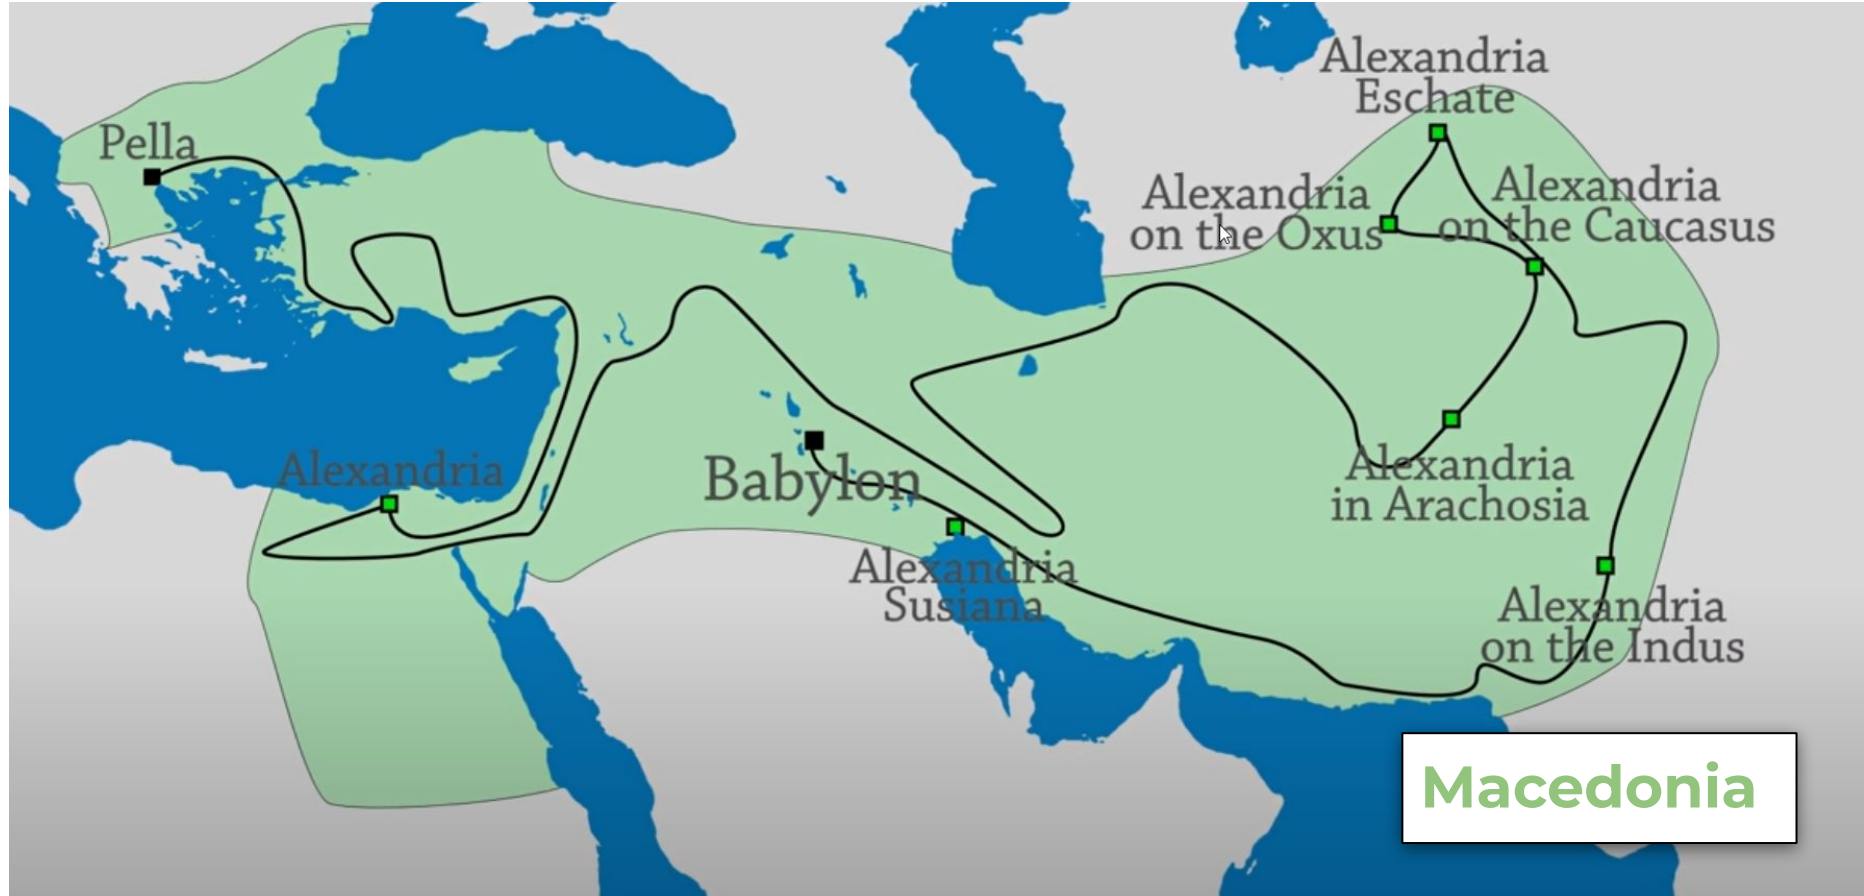 Alexandria
Eschate
Pella
Alexandria
on the Oxus
Alexandria
on the Caucasus
Alexandria
Babylon
Alexandria
in Arachosia
Alexandria
Susiana
Alexandria
on the Indus
Macedonia